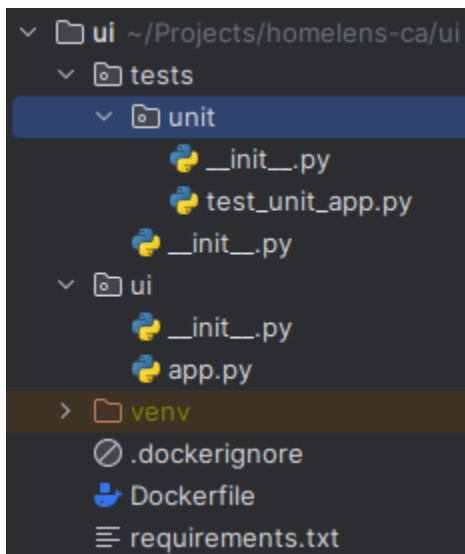 ui ~/Projects/homelens-ca/ui
tests
unit
__init__.py
test_unit_app.py
__init__.py
ui
__init__.py
app.py
venv
.dockerignore
Dockerfile
requirements.txt